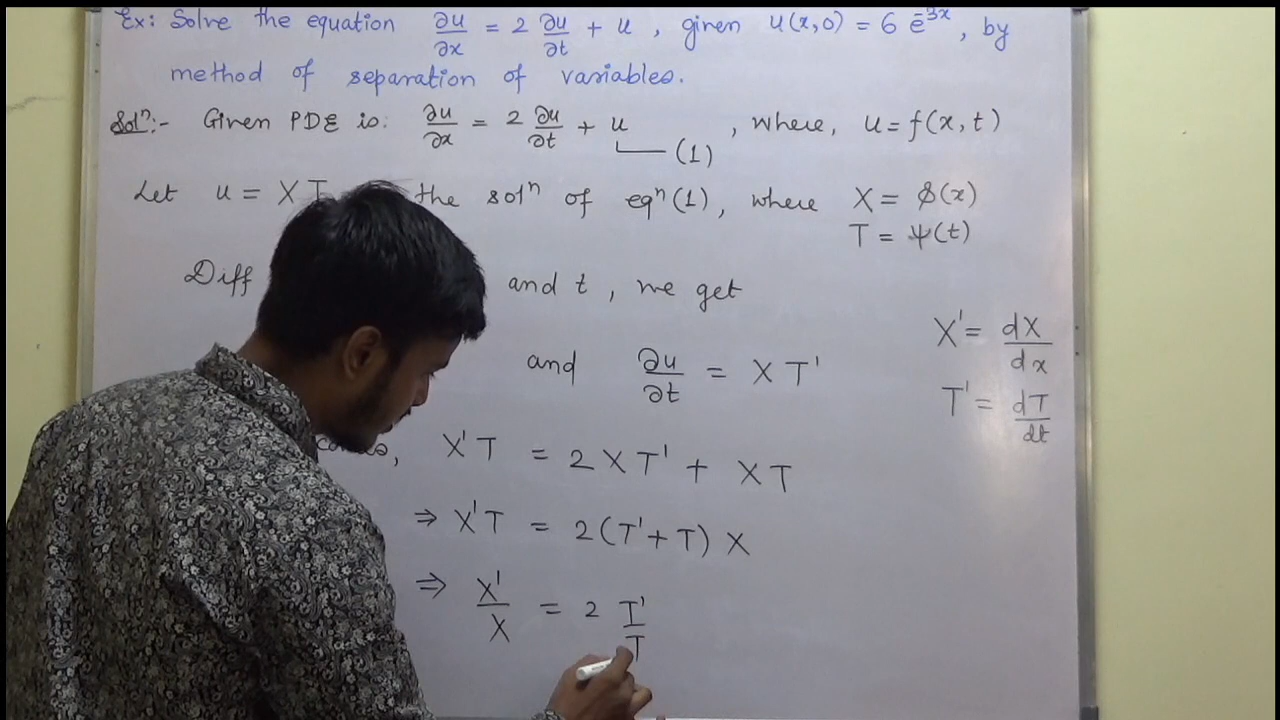 Ex: Solve the equation ∂u/∂x = 2 ∂u/∂t + u , given u(x,0) = 6 e^-3x , by
method of separation of variables.
Solⁿ:- Given PDE is: ∂u/∂x = 2 ∂u/∂t + u , where, u = f(x,t)
(1)
Let u = XT the solⁿ of eqⁿ(1), where X = ϕ(x)
T = ψ(t)
Diff and t , we get
and ∂u/∂t = XT'
X' = dX/dx
T' = dT/dt
X'T = 2XT' + XT
⇒ X'T = 2(T'+T) X
⇒ X'/X = 2 T'/T